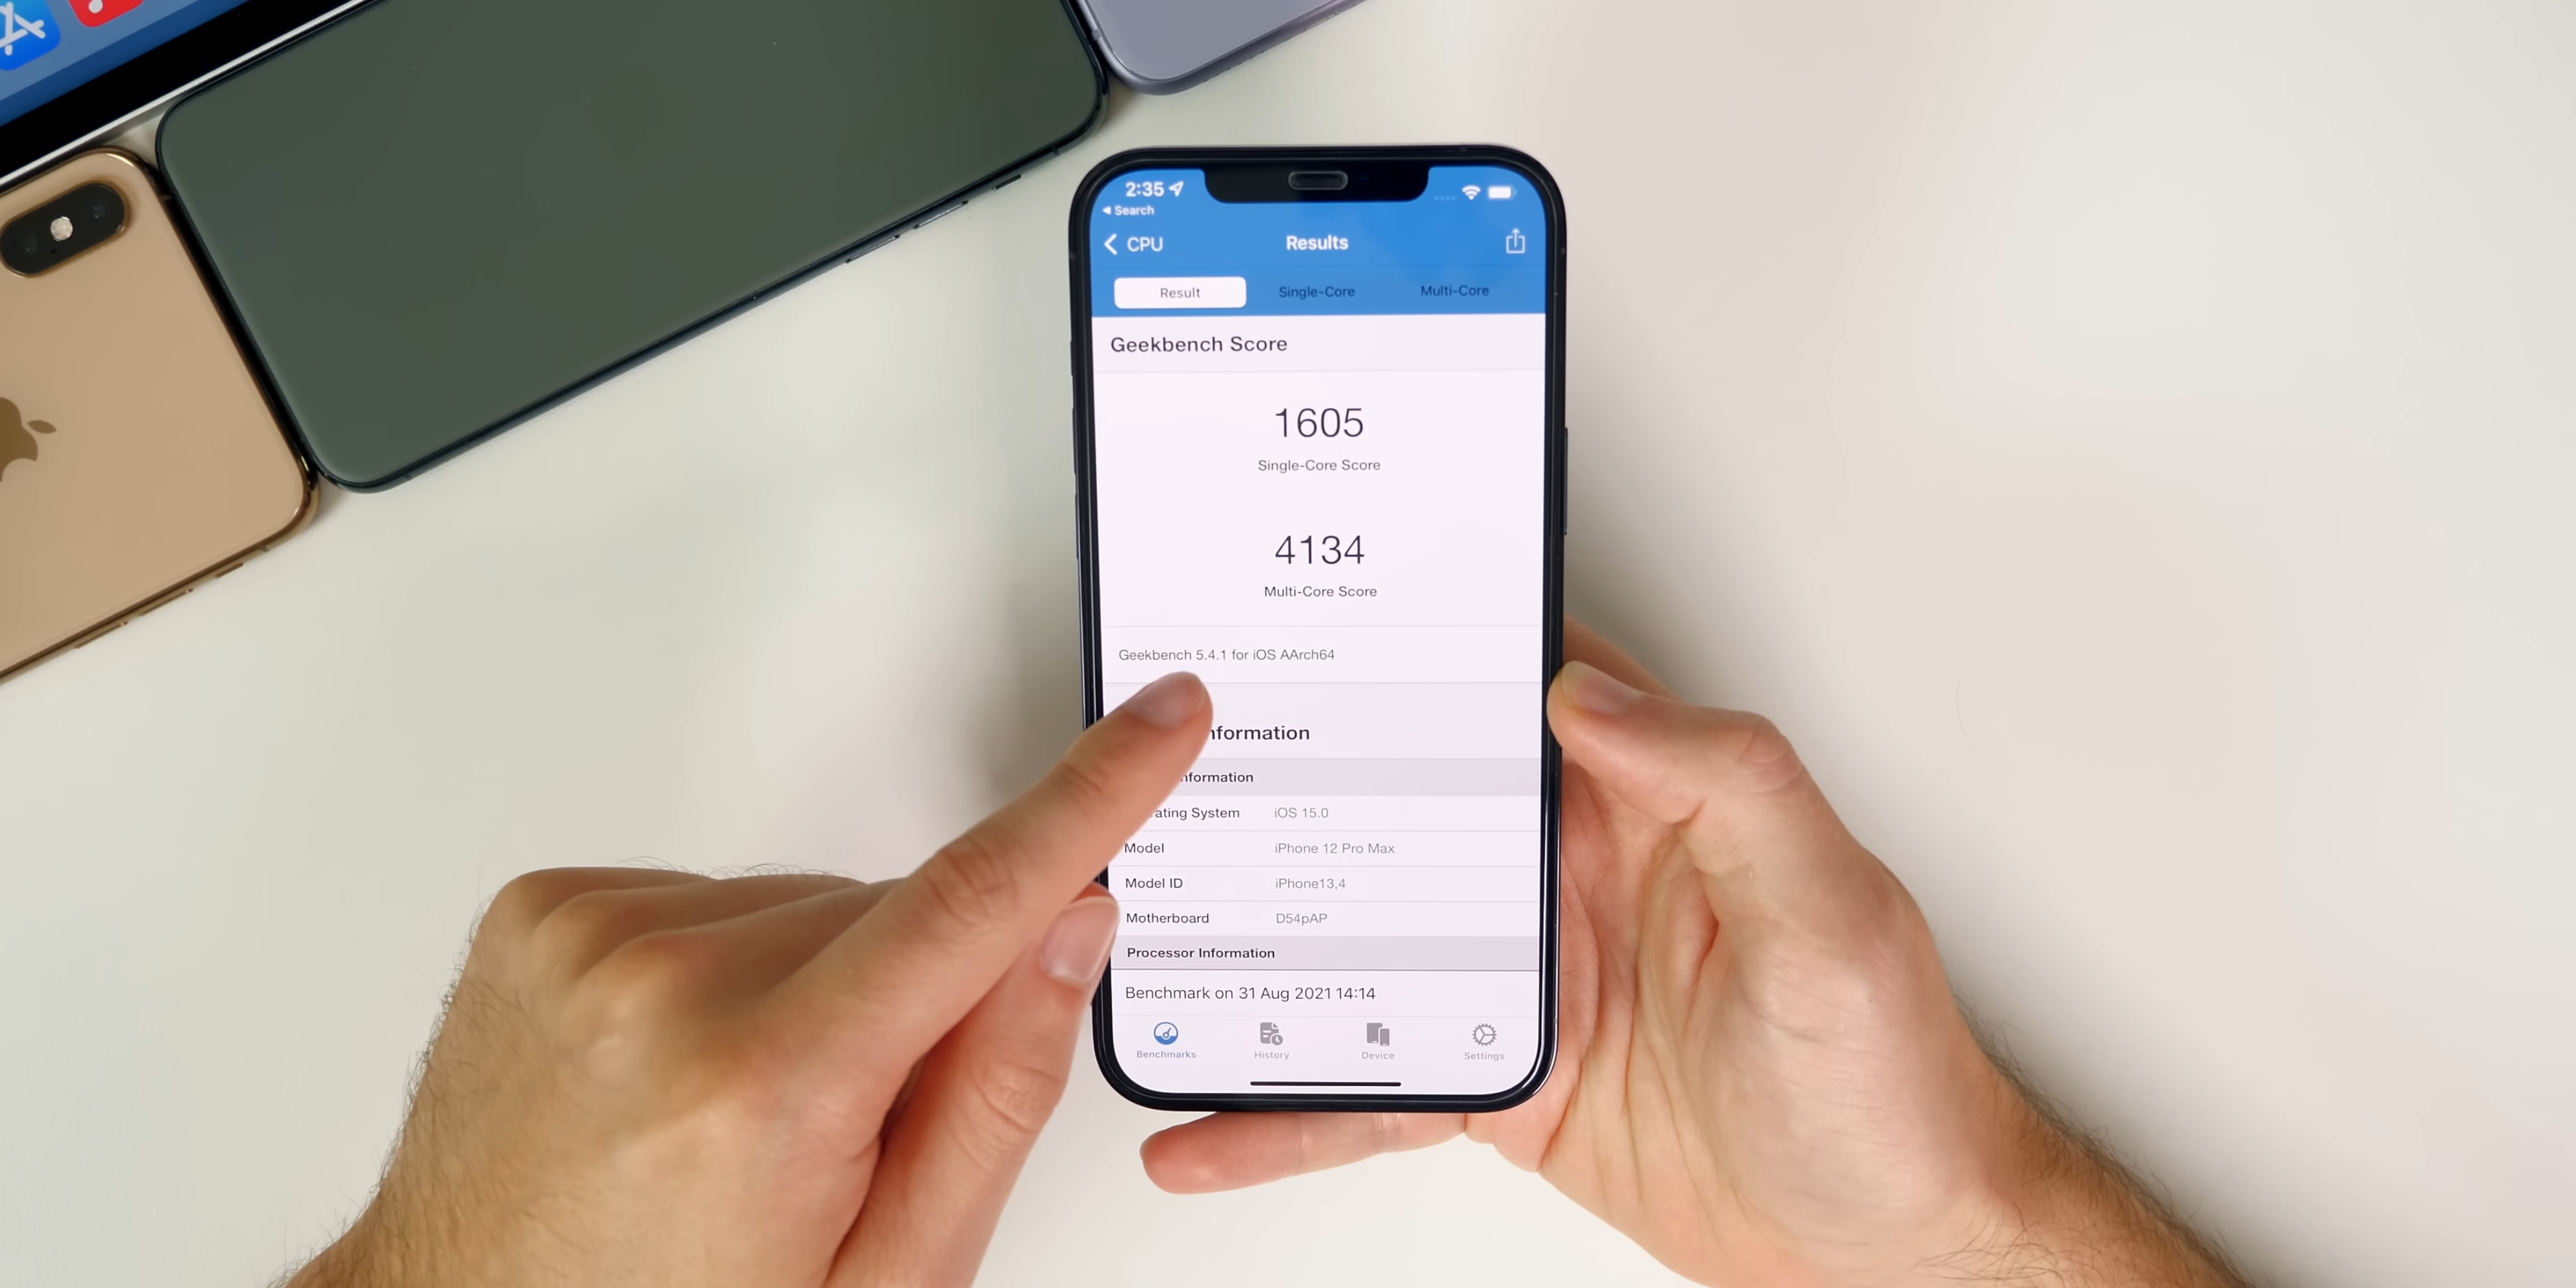 2:35
Search
CPU
Results
Result
Single-Core
Multi-Core
Geekbench Score
1605
Single-Core Score
4134
Multi-Core Score
Geekbench 5.4.1 for iOS AArch64
nformation
nformation
ating System iOS 15.0
Model iPhone 12 Pro Max
Model ID iPhone13,4
Motherboard D54pAP
Processor Information
Benchmark on 31 Aug 2021 14:14
Benchmarks
History
Device
Settings